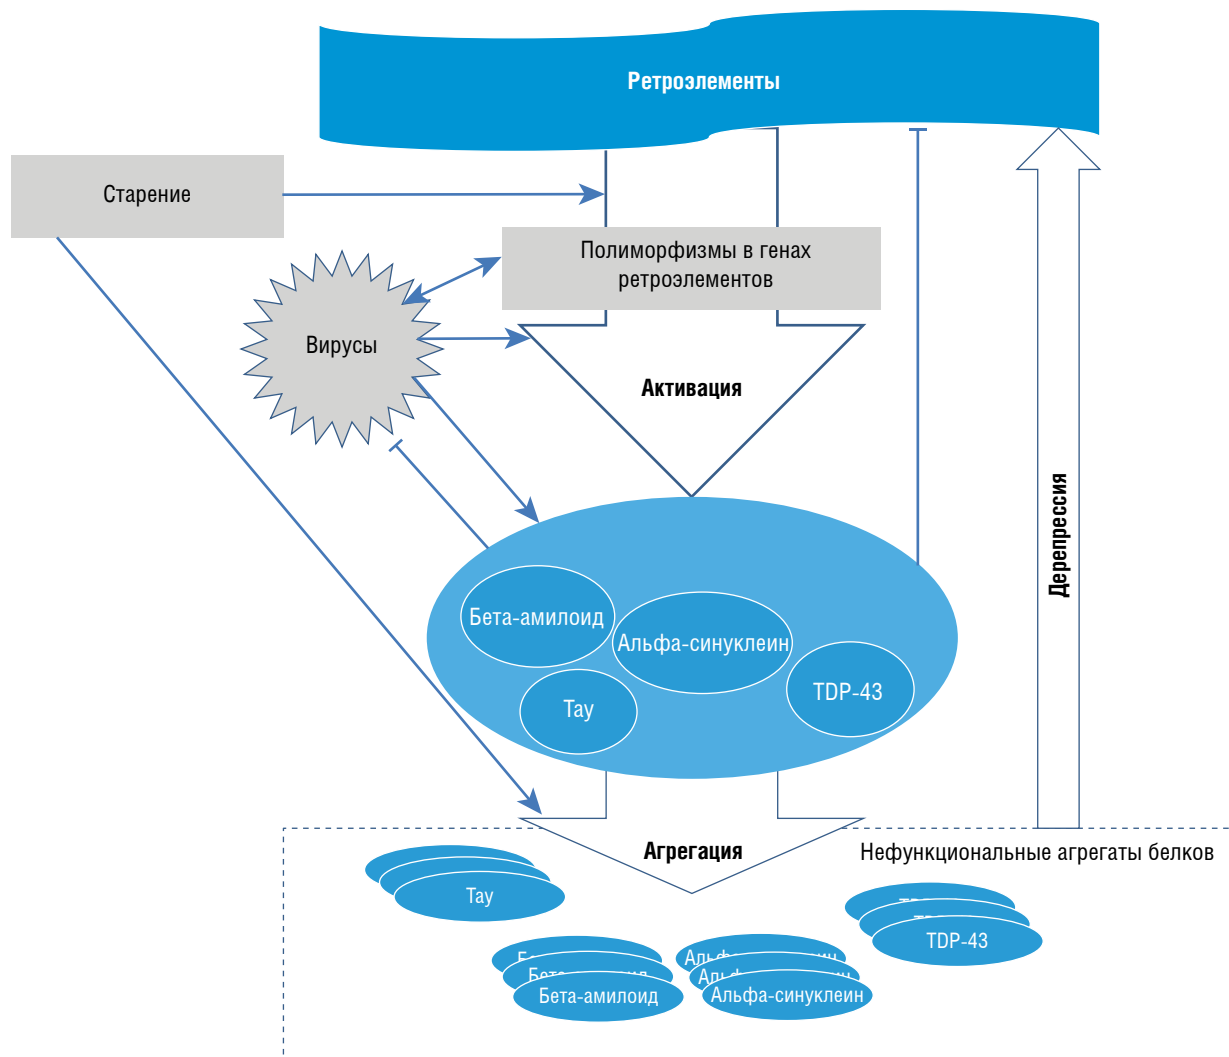 Ретроэлементы
Старение
Полиморфизмы в генах
ретроэлементов
Вирусы
Активация
Дерепрессия
Бета-амилоид
Альфа-синуклеин
Тау
TDP-43
Агрегация
Нефункциональные агрегаты белков
Тау
TDP-43
Бета-амилоид
Альфа-синуклеин